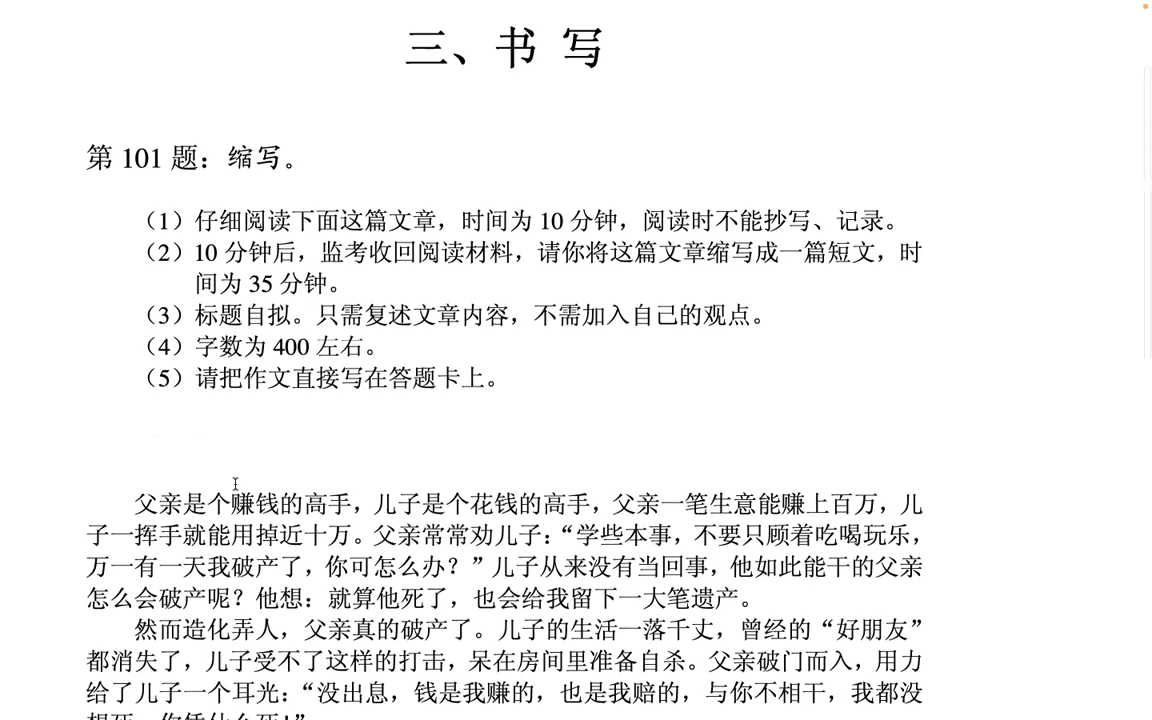 三、书 写
第 101 题：缩写。
（1）仔细阅读下面这篇文章，时间为 10 分钟，阅读时不能抄写、记录。
（2）10 分钟后，监考收回阅读材料，请你将这篇文章缩写成一篇短文，时
间为 35 分钟。
（3）标题自拟。只需复述文章内容，不需加入自己的观点。
（4）字数为 400 左右。
（5）请把作文直接写在答题卡上。
父亲是个赚钱的高手，儿子是个花钱的高手，父亲一笔生意能赚上百万，儿
子一挥手就能用掉近十万。父亲常常劝儿子：“学些本事，不要只顾着吃喝玩乐，
万一有一天我破产了，你可怎么办？”儿子从来没有当回事，他如此能干的父亲
怎么会破产呢？他想：就算他死了，也会给我留下一大笔遗产。
然而造化弄人，父亲真的破产了。儿子的生活一落千丈，曾经的“好朋友”
都消失了，儿子受不了这样的打击，呆在房间里准备自杀。父亲破门而入，用力
给了儿子一个耳光：“没出息，钱是我赚的，也是我赔的，与你不相干，我都没